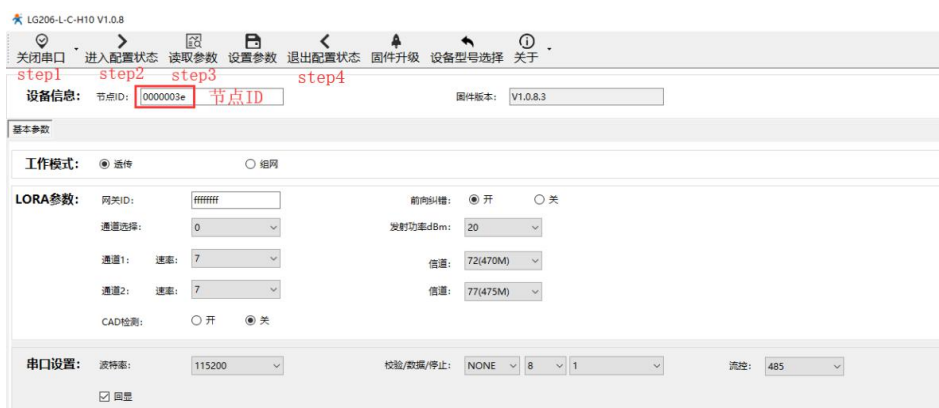 LG206-L-C-H10 V1.0.8
关闭串口 进入配置状态 读取参数 设置参数 退出配置状态 固件升级 设备型号选择 关于
step1 step2 step3 step4
设备信息: 节点ID: 0000003e 节点ID 固件版本: V1.0.8.3
基本参数
工作模式: 透传 组网
LORA参数: 网关ID: ffffffff 前向纠错: 开 关
通道选择: 0 发射功率dBm: 20
通道1: 速率: 7 信道: 72(470M)
通道2: 速率: 7 信道: 77(475M)
CAD检测: 开 关
串口设置: 波特率: 115200 校验/数据/停止: NONE 8 1 流控: 485
回显